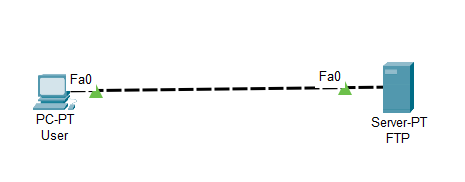 Fa0
Fa0
PC-PT
User
Server-PT
FTP